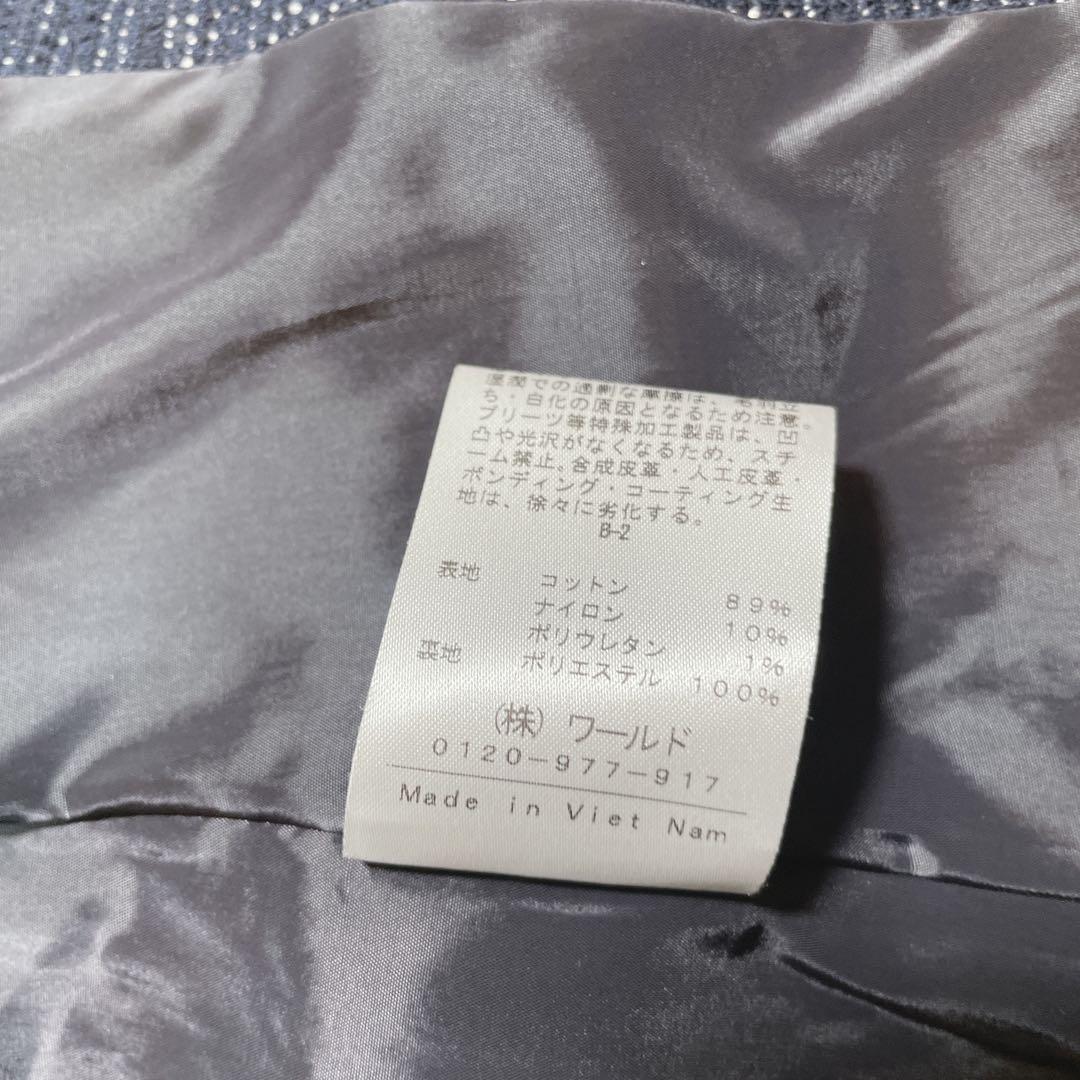 湿潤での過剰な摩擦は、毛羽立
ち・白化の原因となるため注意。
プリーツ等特殊加工製品は、凹
凸や光沢がなくなるため、スチ
ーム禁止。合成皮革・人工皮革・
ボンディング・コーティング生
地は、徐々に劣化する。
B-2
表地 コットン 89%
ナイロン 10%
ポリウレタン 1%
裏地 ポリエステル 100%
(株)ワールド
0120-977-917
Made in Viet Nam